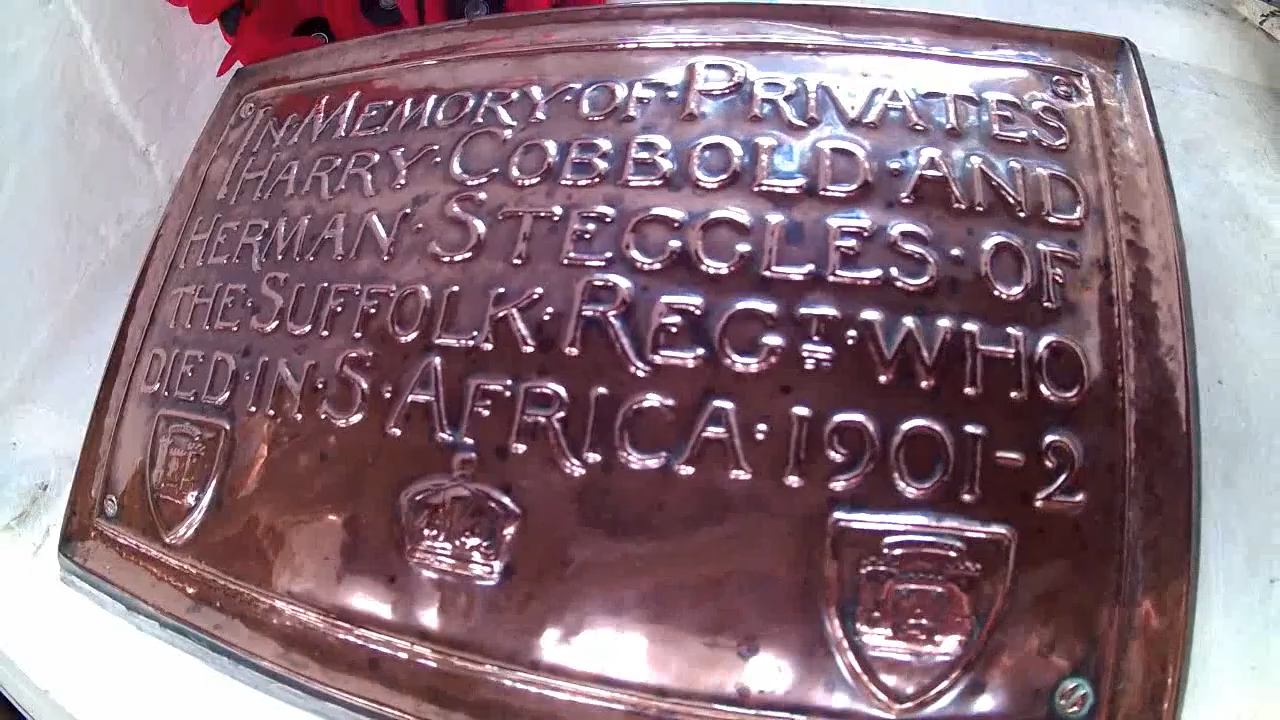 IN MEMORY·OF·PRIVATES
HARRY·COBBOLD·AND
HERMAN·STEGGLES·OF
THE·SUFFOLK·REGT·WHO
DIED·IN·S·AFRICA·1901-2